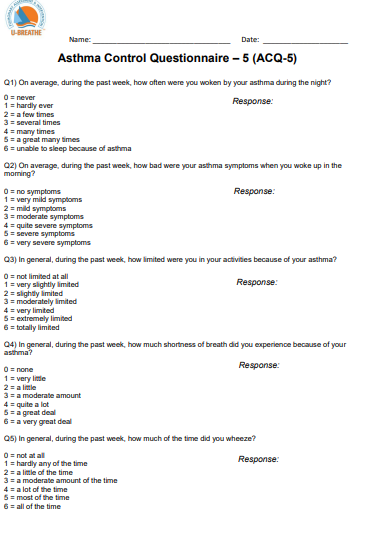 U-BREATHE
Name: ______________________________ Date: ____________________
Asthma Control Questionnaire – 5 (ACQ-5)
Q1) On average, during the past week, how often were you woken by your asthma during the night?
0 = never
Response:
1 = hardly ever
2 = a few times
3 = several times
4 = many times
5 = a great many times
6 = unable to sleep because of asthma
Q2) On average, during the past week, how bad were your asthma symptoms when you woke up in the
morning?
0 = no symptoms
Response:
1 = very mild symptoms
2 = mild symptoms
3 = moderate symptoms
4 = quite severe symptoms
5 = severe symptoms
6 = very severe symptoms
Q3) In general, during the past week, how limited were you in your activities because of your asthma?
0 = not limited at all
Response:
1 = very slightly limited
2 = slightly limited
3 = moderately limited
4 = very limited
5 = extremely limited
6 = totally limited
Q4) In general, during the past week, how much shortness of breath did you experience because of your
asthma?
Response:
0 = none
1 = very little
2 = a little
3 = a moderate amount
4 = quite a lot
5 = a great deal
6 = a very great deal
Q5) In general, during the past week, how much of the time did you wheeze?
0 = not at all
Response:
1 = hardly any of the time
2 = a little of the time
3 = a moderate amount of the time
4 = a lot of the time
5 = most of the time
6 = all of the time